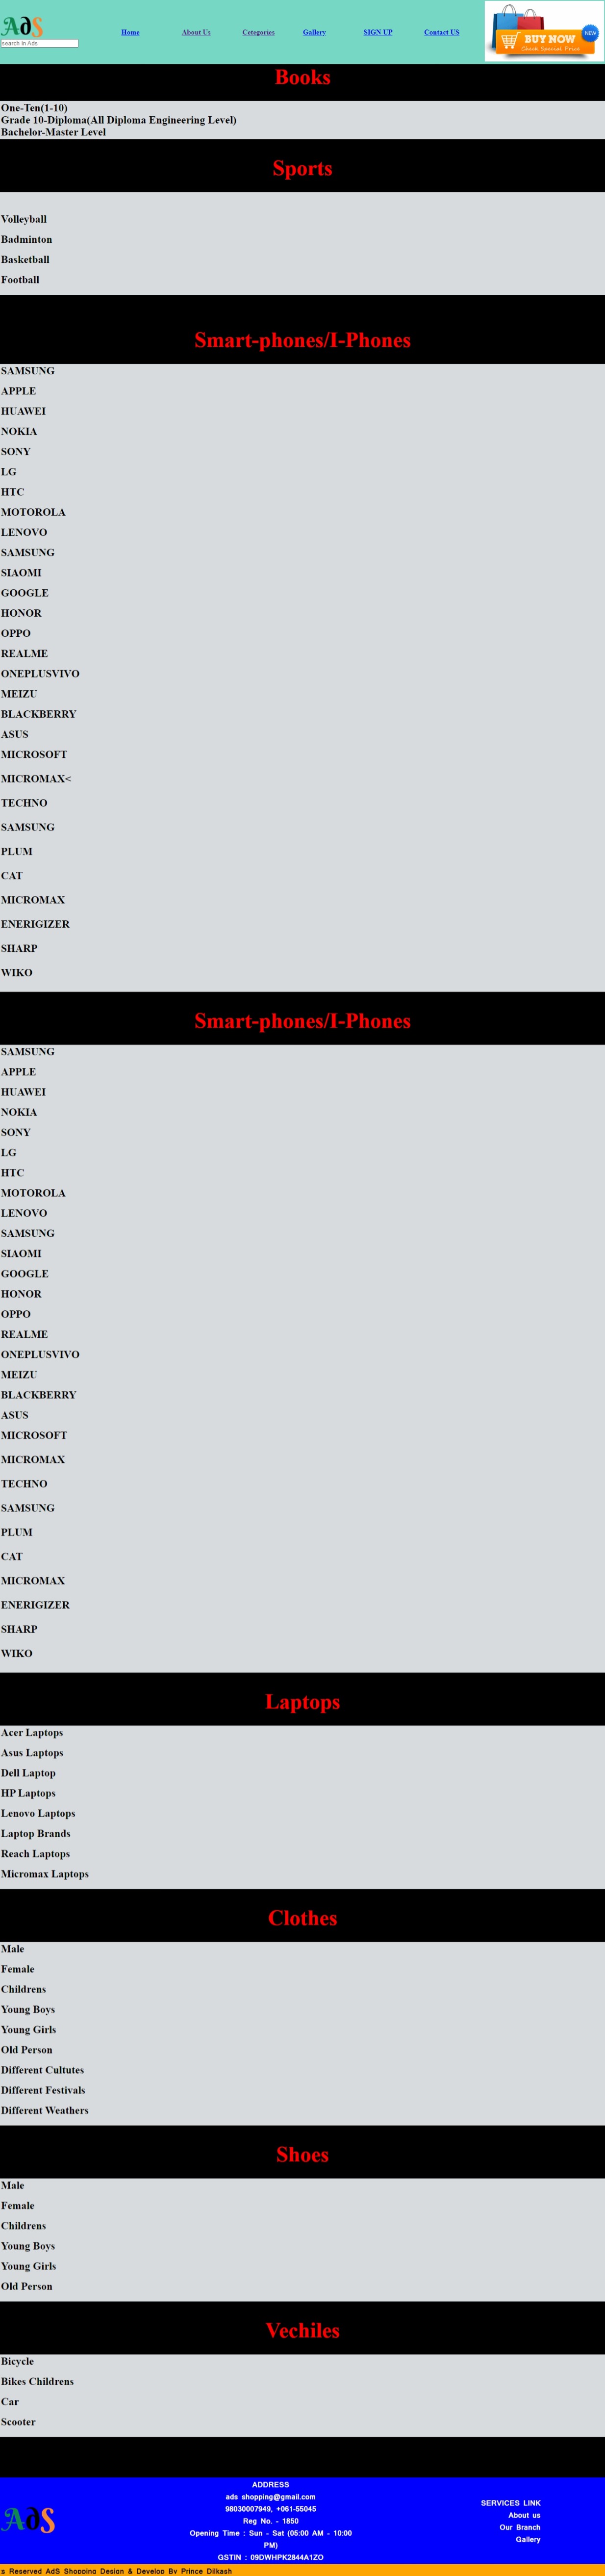 AdS
search in Ads
Home
About Us
Cetegories
Gallery
SIGN UP
Contact US
BUY NOW
Check Special Price
NEW
Books
One-Ten(1-10)
Grade 10-Diploma(All Diploma Engineering Level)
Bachelor-Master Level
Sports
Volleyball
Badminton
Basketball
Football
Smart-phones/I-Phones
SAMSUNG
APPLE
HUAWEI
NOKIA
SONY
LG
HTC
MOTOROLA
LENOVO
SAMSUNG
SIAOMI
GOOGLE
HONOR
OPPO
REALME
ONEPLUSVIVO
MEIZU
BLACKBERRY
ASUS
MICROSOFT
MICROMAX<
TECHNO
SAMSUNG
PLUM
CAT
MICROMAX
ENERIGIZER
SHARP
WIKO
Smart-phones/I-Phones
SAMSUNG
APPLE
HUAWEI
NOKIA
SONY
LG
HTC
MOTOROLA
LENOVO
SAMSUNG
SIAOMI
GOOGLE
HONOR
OPPO
REALME
ONEPLUSVIVO
MEIZU
BLACKBERRY
ASUS
MICROSOFT
MICROMAX
TECHNO
SAMSUNG
PLUM
CAT
MICROMAX
ENERIGIZER
SHARP
WIKO
Laptops
Acer Laptops
Asus Laptops
Dell Laptop
HP Laptops
Lenovo Laptops
Laptop Brands
Reach Laptops
Micromax Laptops
Clothes
Male
Female
Childrens
Young Boys
Young Girls
Old Person
Different Cultutes
Different Festivals
Different Weathers
Shoes
Male
Female
Childrens
Young Boys
Young Girls
Old Person
Vechiles
Bicycle
Bikes Childrens
Car
Scooter
AdS
ADDRESS
ads shopping@gmail.com
98030007949, +061-55045
Reg No. - 1850
Opening Time : Sun - Sat (05:00 AM - 10:00
PM)
GSTIN : 09DWHPK2844A1ZO
SERVICES LINK
About us
Our Branch
Gallery
s Reserved AdS Shopping Design & Develop By Prince Dilkash